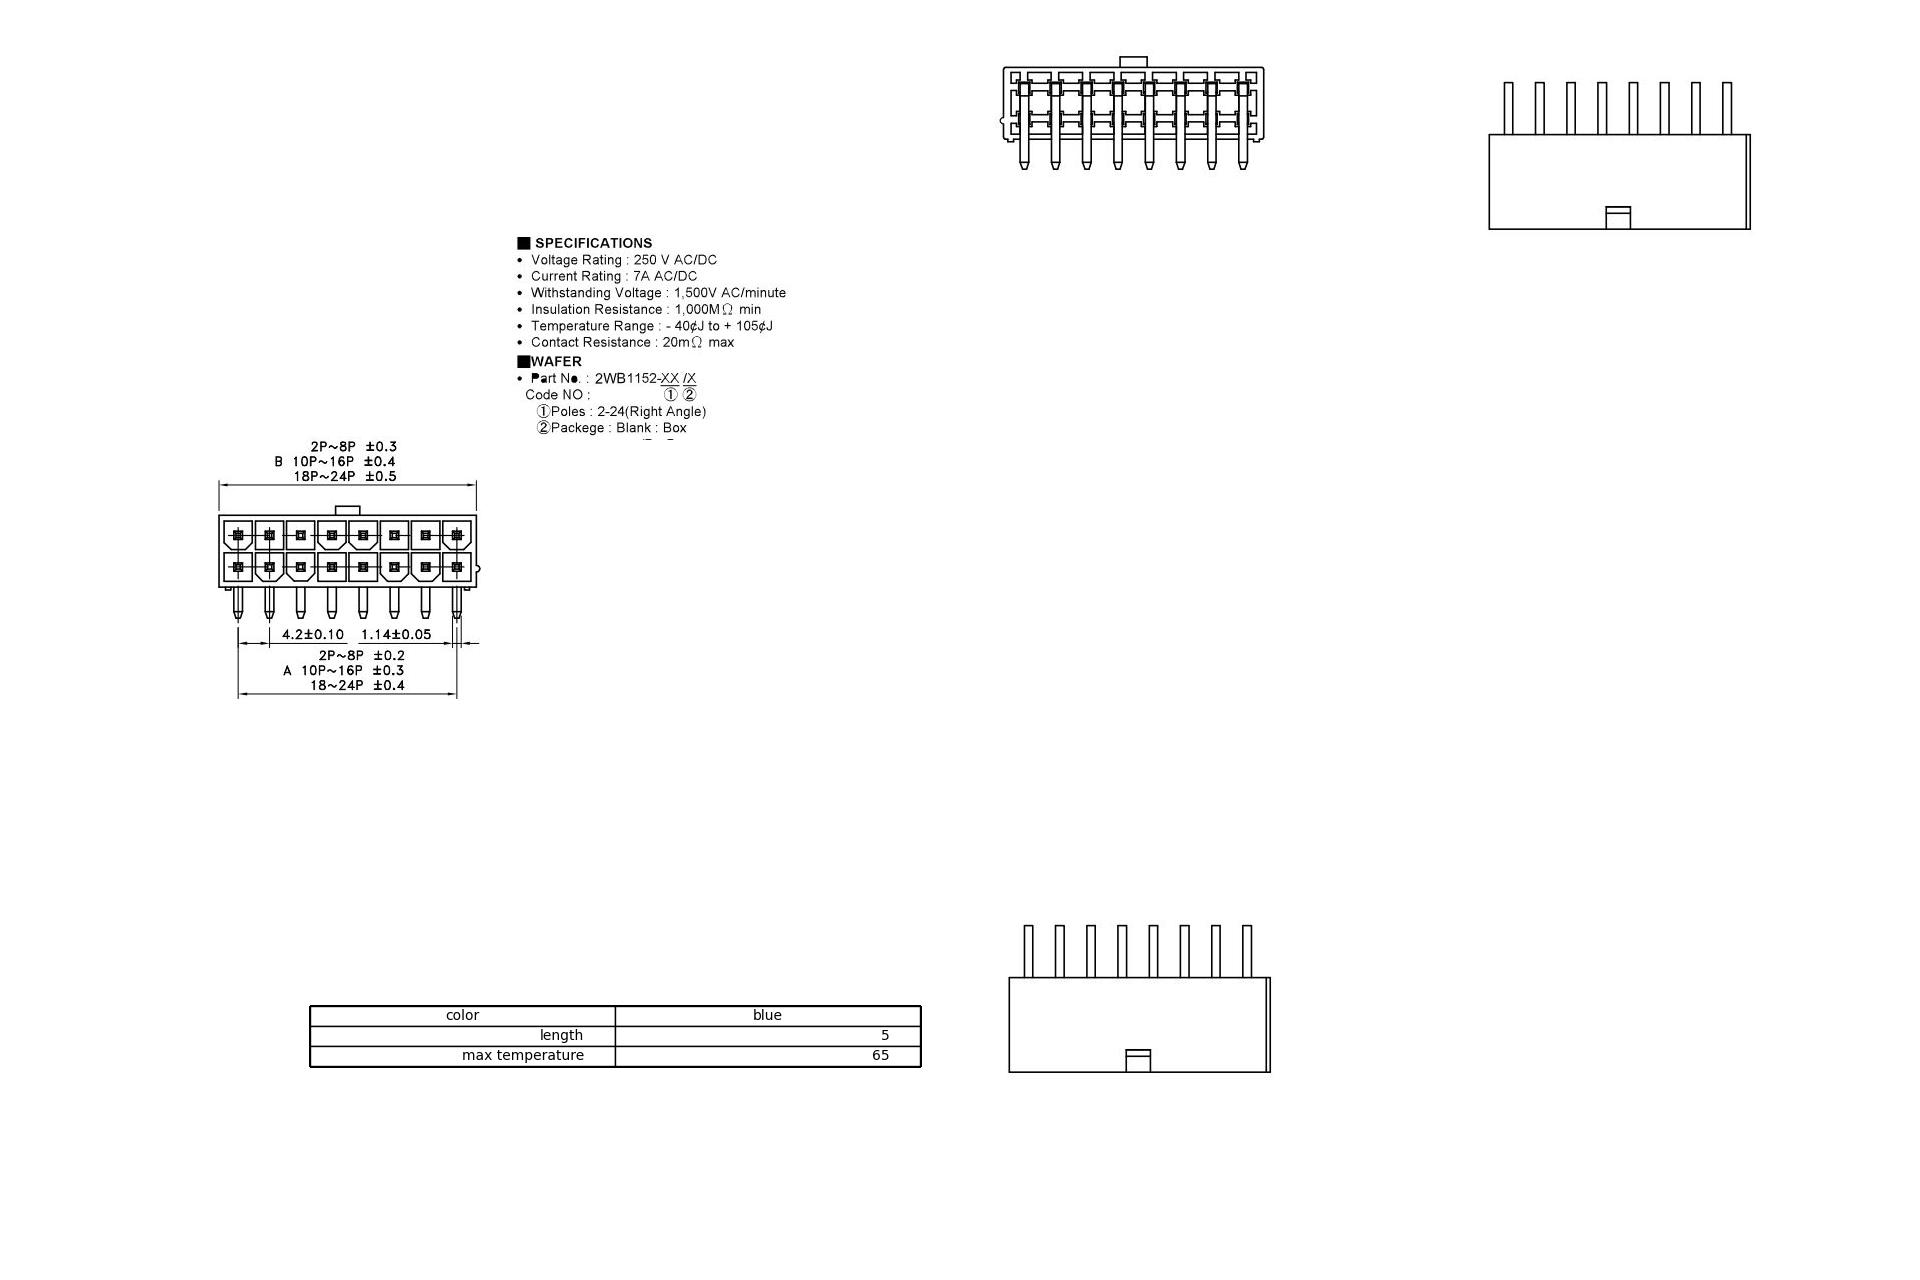 ■ SPECIFICATIONS
• Voltage Rating : 250 V AC/DC
• Current Rating : 7A AC/DC
• Withstanding Voltage : 1,500V AC/minute
• Insulation Resistance : 1,000MΩ min
• Temperature Range : - 40¢J to + 105¢J
• Contact Resistance : 20mΩ max
■WAFER
• Part No. : 2WB1152-XX /X
Code NO : ① ②
①Poles : 2-24(Right Angle)
②Packege : Blank : Box
2P~8P ±0.3
B 10P~16P ±0.4
18P~24P ±0.5
4.2±0.10 1.14±0.05
2P~8P ±0.2
A 10P~16P ±0.3
18~24P ±0.4
color blue
length 5
max temperature 65